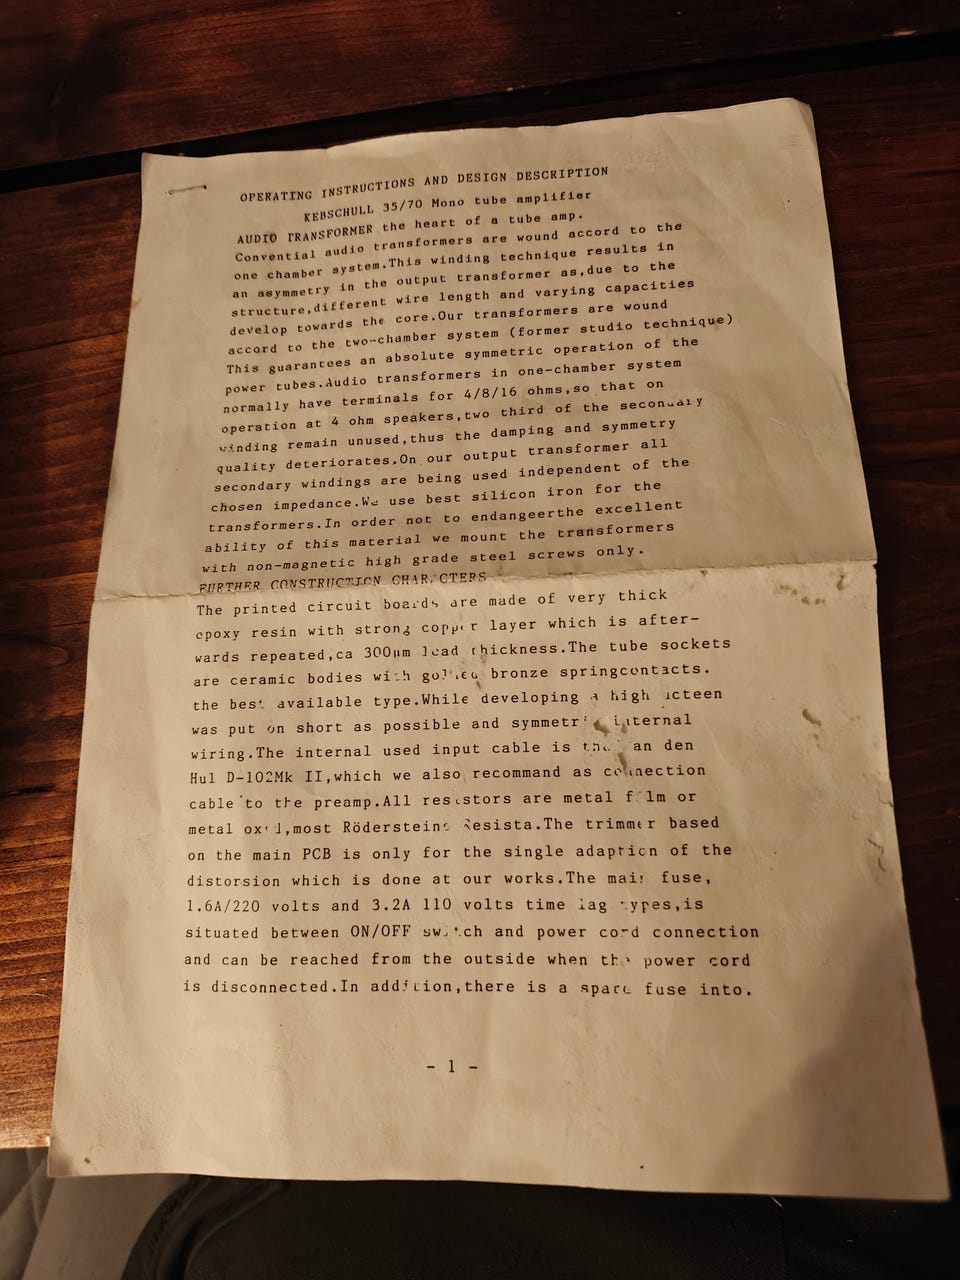 OPERATING INSTRUCTIONS AND DESIGN DESCRIPTION
KEBSCHULL 35/70 Mono tube amplifier
AUDIO TRANSFORMER the heart of a tube amp.
Convential audio transformers are wound accord to the
one chamber system.This winding technique results in
an asymmetry in the output transformer as,due to the
structure,different wire length and varying capacities
develop towards the core.Our transformers are wound
accord to the two-chamber system (former studio technique)
This guarantees an absolute symmetric operation of the
power tubes.Audio transformers in one-chamber system
normally have terminals for 4/8/16 ohms,so that on
operation at 4 ohm speakers,two third of the secondary
winding remain unused,thus the damping and symmetry
quality deteriorates.On our output transformer all
secondary windings are being used independent of the
chosen impedance.We use best silicon iron for the
transformers.In order not to endangeerthe excellent
ability of this material we mount the transformers
with non-magnetic high grade steel screws only.
FURTHER CONSTRUCTION CHARACTERS
The printed circuit boards are made of very thick
epoxy resin with strong copper layer which is after-
wards repeated,ca 300µm lead thickness.The tube sockets
are ceramic bodies with bronze springcontacts.
the best available type.While developing a high
was put on short as possible and symmetric internal
wiring.The internal used input cable is the van den
Hul D-102Mk II,which we also recommand as connection
cable to the preamp.All resistors are metal film or
metal oxid,most Rödersteins Resista.The trimmer based
on the main PCB is only for the single adaption of the
distorsion which is done at our works.The main fuse,
1.6A/220 volts and 3.2A 110 volts time lag types,is
situated between ON/OFF switch and power cord connection
and can be reached from the outside when the power cord
is disconnected.In addition,there is a spare fuse into.
- 1 -